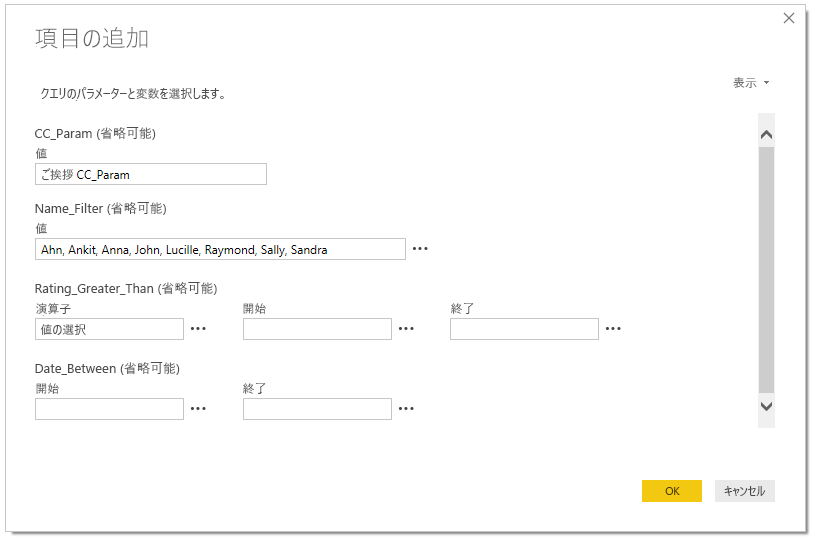 項目の追加
表示
クエリのパラメーターと変数を選択します。
CC_Param (省略可能)
値
ご挨拶 CC_Param
Name_Filter (省略可能)
値
Ahn, Ankit, Anna, John, Lucille, Raymond, Sally, Sandra
Rating_Greater_Than (省略可能)
演算子 開始 終了
値の選択
Date_Between (省略可能)
開始 終了
OK キャンセル